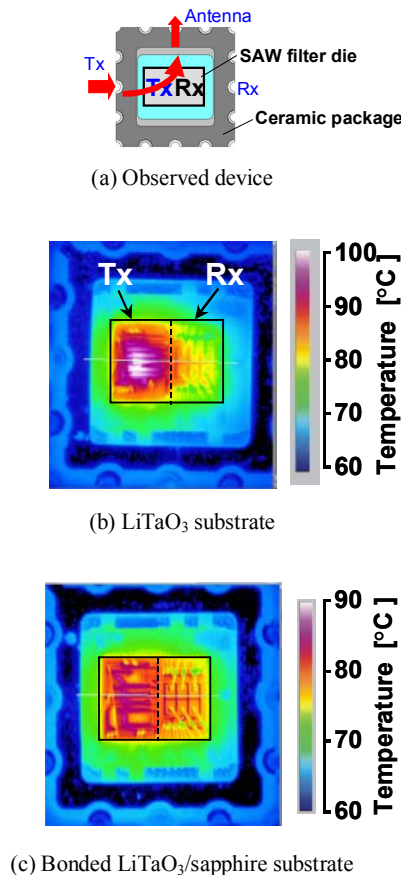 Antenna
Tx
SAW filter die
TxRx
Rx
Ceramic package
(a) Observed device
Tx
Rx
100
90
80
70
60
Temperature [°C]
(b) LiTaO₃ substrate
90
80
70
60
Temperature [°C]
(c) Bonded LiTaO₃/sapphire substrate